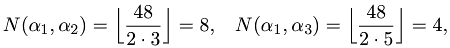 N(α₁, α₂) = ⌊48 / (2 · 3)⌋ = 8,   N(α₁, α₃) = ⌊48 / (2 · 5)⌋ = 4,